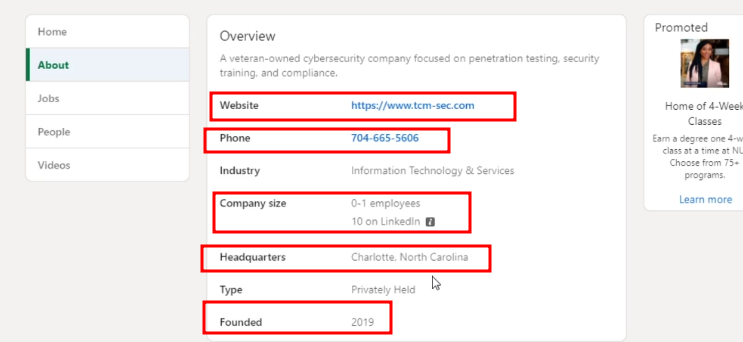 Home
About
Jobs
People
Videos
Overview
A veteran-owned cybersecurity company focused on penetration testing, security
training, and compliance.
Website https://www.tcm-sec.com
Phone 704-665-5606
Industry Information Technology & Services
Company size 0-1 employees
10 on LinkedIn
Headquarters Charlotte, North Carolina
Type Privately Held
Founded 2019
Promoted
Home of 4-Week
Classes
Earn a degree one 4-w
class at a time at NU
Choose from 75+
programs.
Learn more